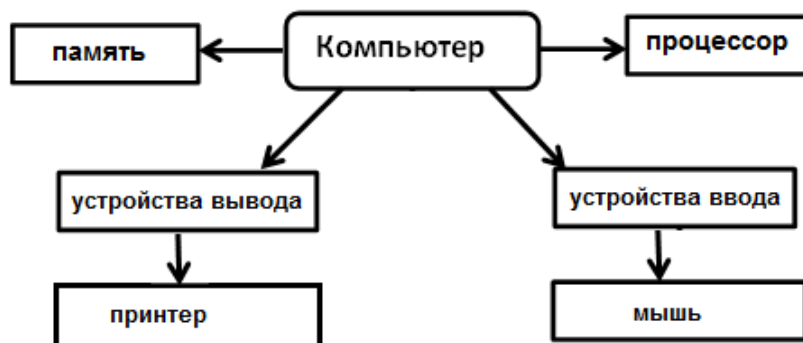 память
Компьютер
процессор
устройства вывода
устройства ввода
принтер
мышь